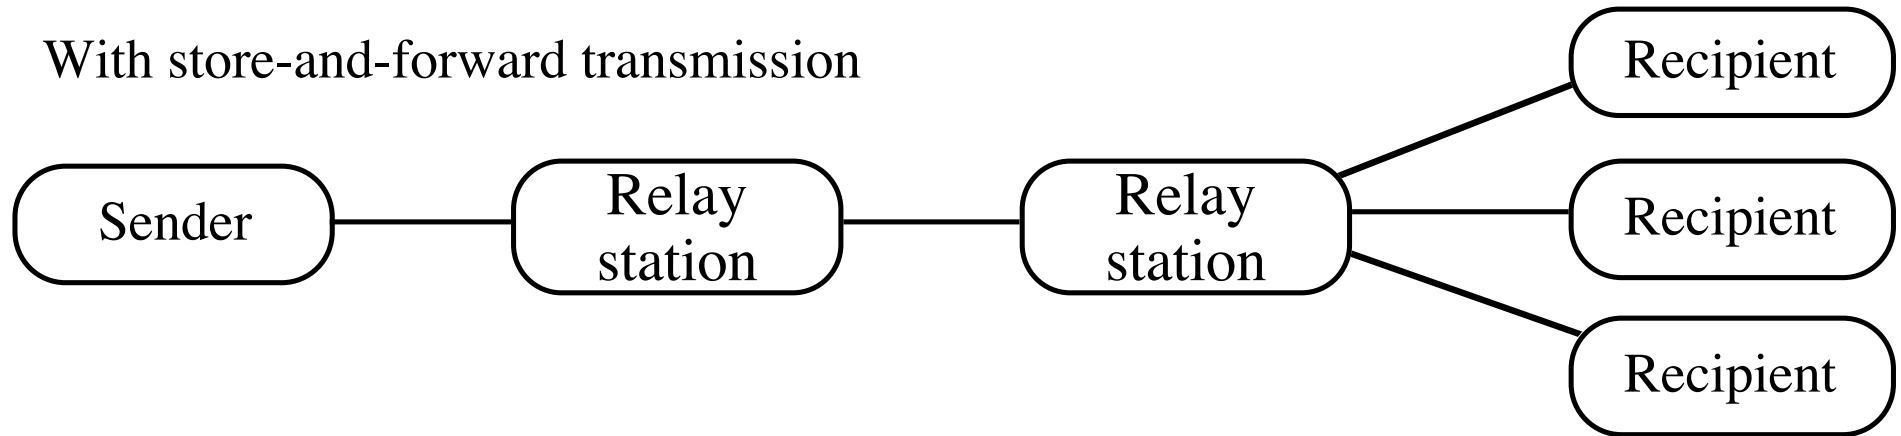 With store-and-forward transmission
Sender
Relay
station
Relay
station
Recipient
Recipient
Recipient